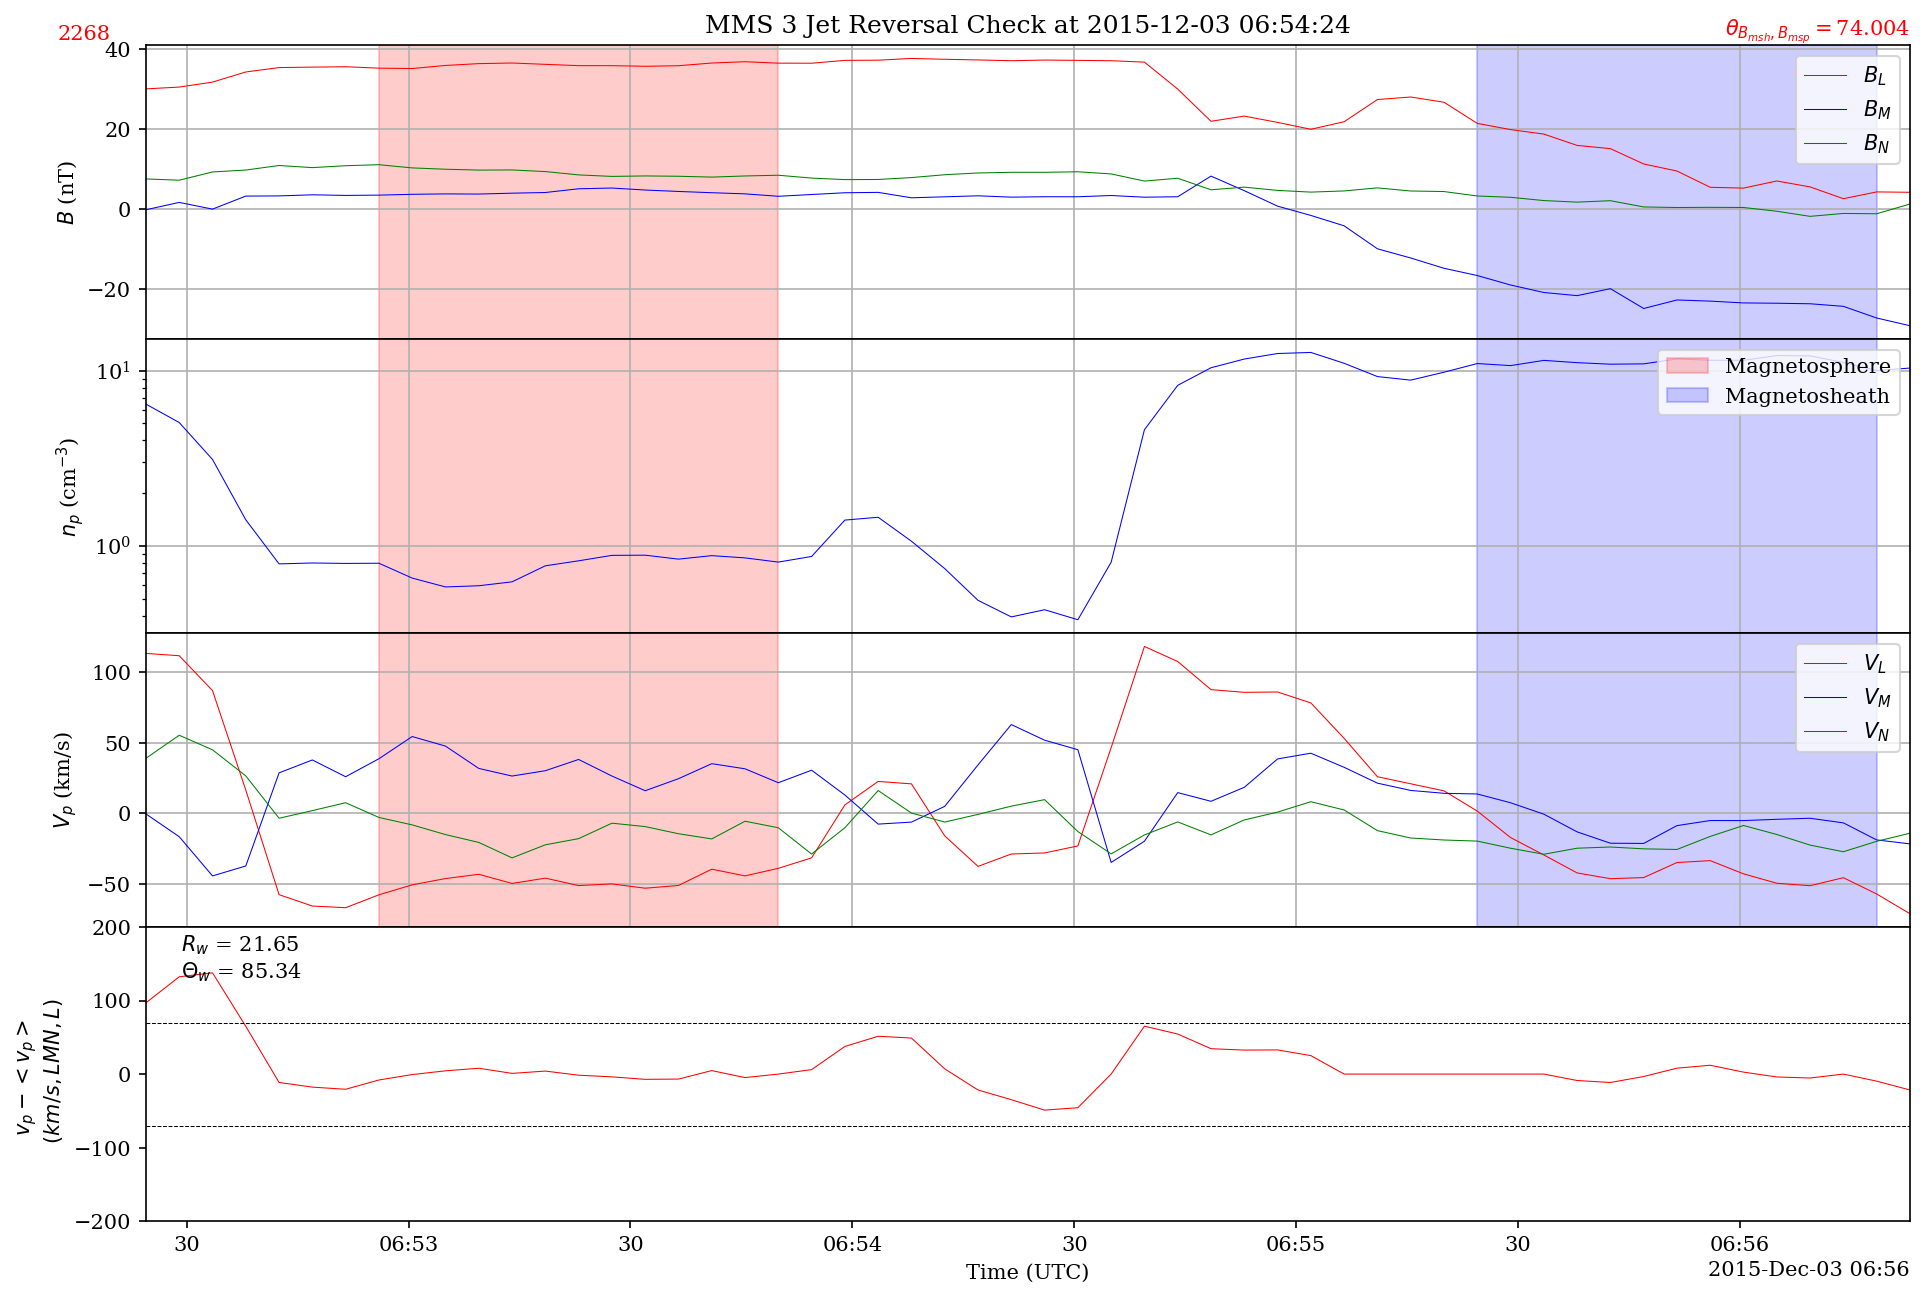 MMS 3 Jet Reversal Check at 2015-12-03 06:54:24
2268
θ_{B_{msh}, B_{msp}} = 74.004
40
20
0
−20
B (nT)
B_L
B_M
B_N
10^1
10^0
n_p (cm^{−3})
Magnetosphere
Magnetosheath
100
50
0
−50
V_p (km/s)
V_L
V_M
V_N
200
100
0
−100
−200
v_p − < v_p >
(km/s, LMN, L)
R_w = 21.65
Θ_w = 85.34
30 06:53 30 06:54 30 06:55 30 06:56
Time (UTC)
2015-Dec-03 06:56